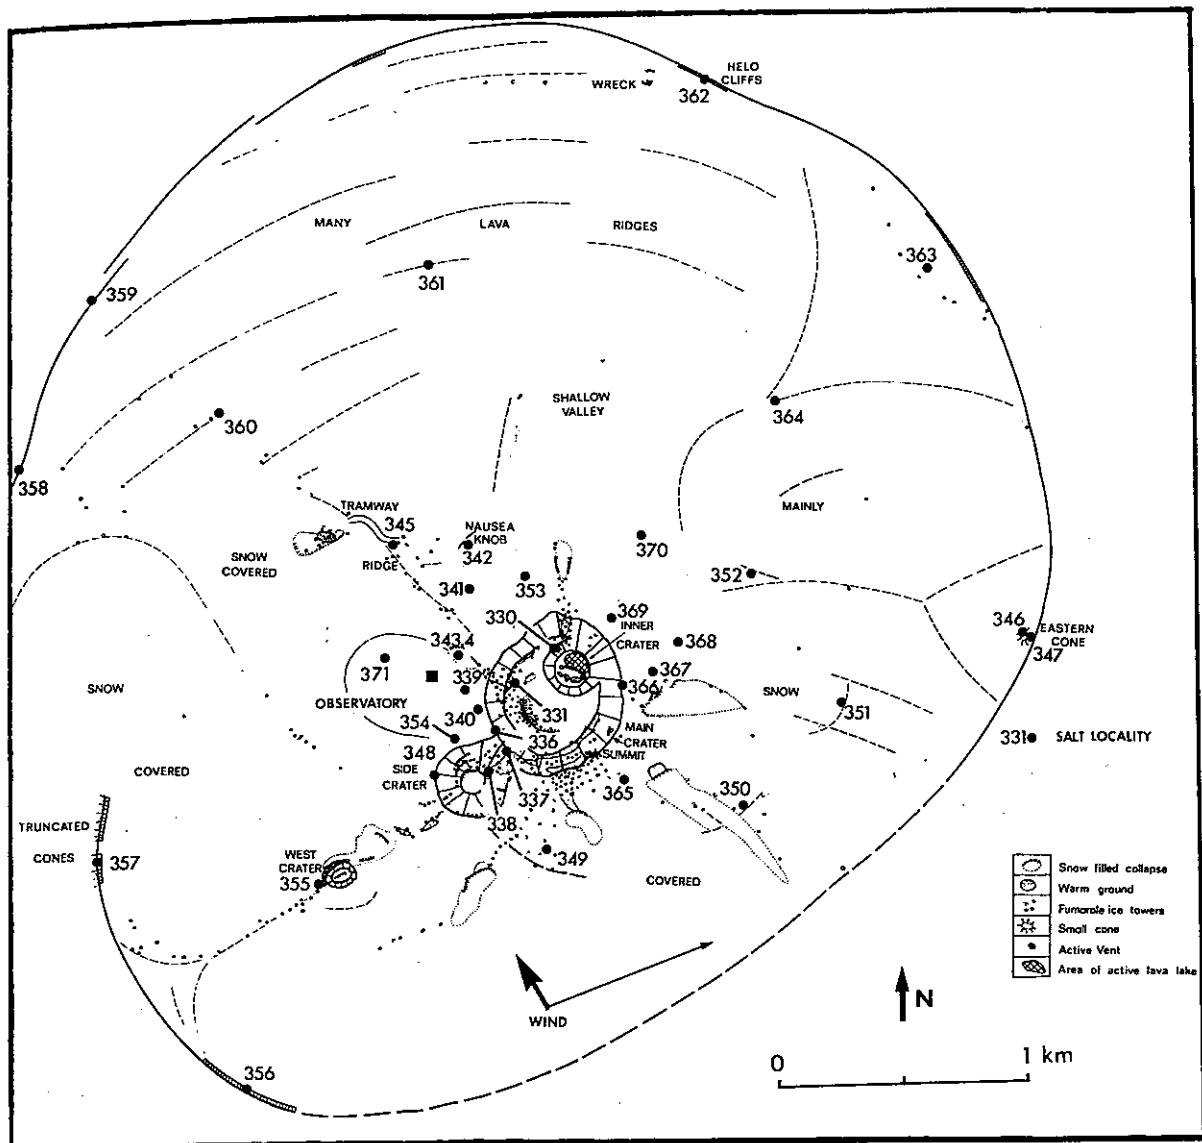 HELO
CLIFFS
WRECK
362
MANY
LAVA
RIDGES
363
361
359
SHALLOW
VALLEY
364
360
358
TRAMWAY
345
NAUSEA
KNOB
342
MAINLY
370
SNOW
COVERED
RIDGE
341
353
352
330
369
INNER
CRATER
346
EASTERN
CONE
347
343,4
368
371
339
367
366
SNOW
SNOW
OBSERVATORY
340
331
351
354
336
MAIN
CRATER
331
SALT LOCALITY
348
SUMMIT
SIDE
CRATER
COVERED
337
365
350
338
TRUNCATED
CONES
357
WEST
CRATER
355
349
COVERED
Snow filled collapse
Warm ground
Fumarole ice towers
Small cone
Active Vent
Area of active lava lake
WIND
N
0
1 km
356